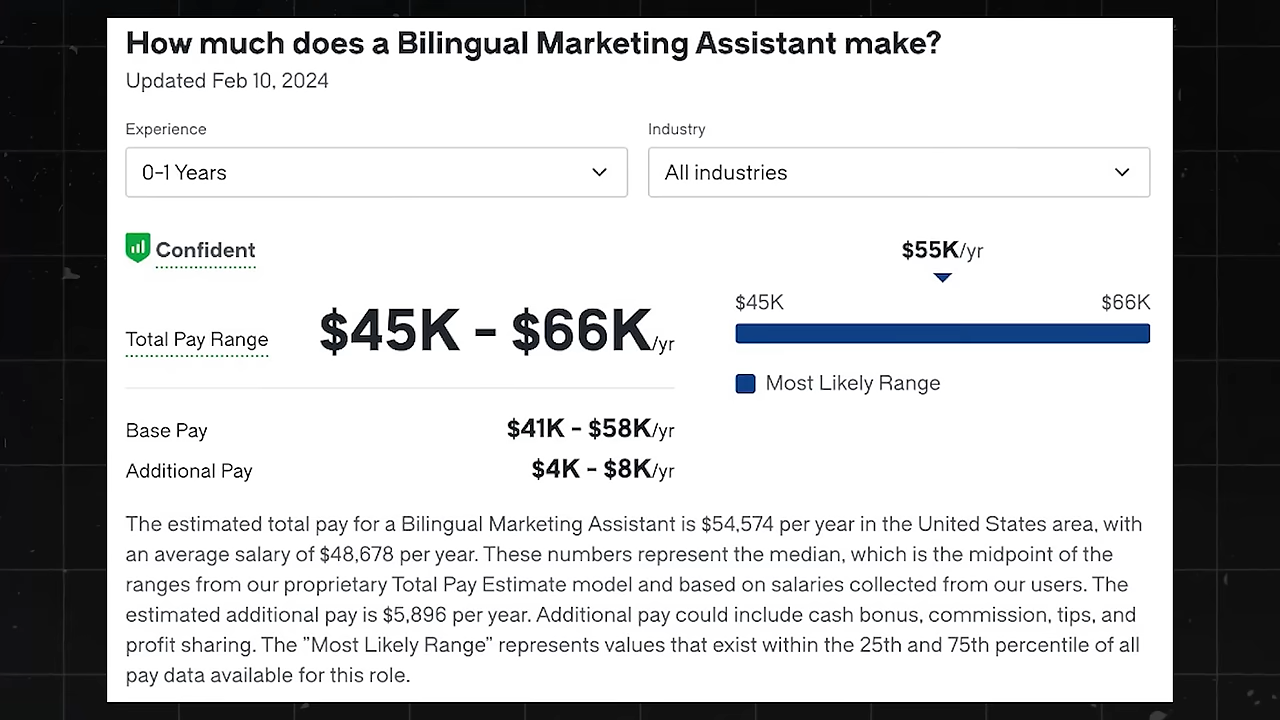 How much does a Bilingual Marketing Assistant make?
Updated Feb 10, 2024
Experience
Industry
0-1 Years
All industries
Confident
$55K/yr
$45K
$66K
Total Pay Range
$45K - $66K/yr
Most Likely Range
Base Pay
$41K - $58K/yr
Additional Pay
$4K - $8K/yr
The estimated total pay for a Bilingual Marketing Assistant is $54,574 per year in the United States area, with
an average salary of $48,678 per year. These numbers represent the median, which is the midpoint of the
ranges from our proprietary Total Pay Estimate model and based on salaries collected from our users. The
estimated additional pay is $5,896 per year. Additional pay could include cash bonus, commission, tips, and
profit sharing. The "Most Likely Range" represents values that exist within the 25th and 75th percentile of all
pay data available for this role.